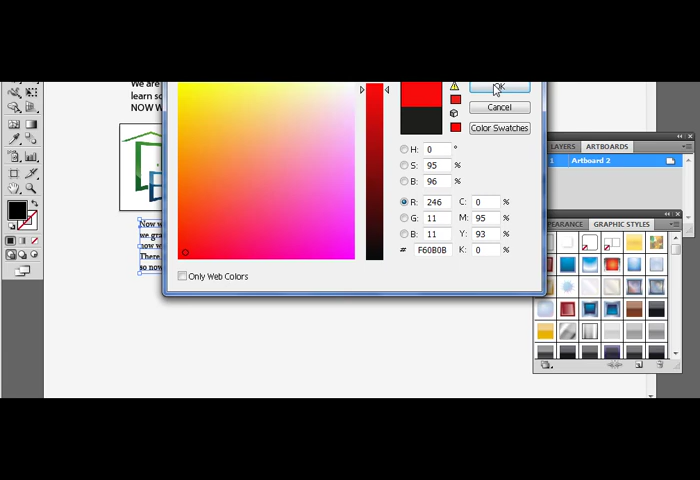 We are
learn so
NOW W
OK
Cancel
Color Swatches
LAYERS ARTBOARDS
1 Artboard 2
H: 0 °
S: 95 %
B: 96 %
R: 246 C: 0 %
G: 11 M: 95 %
B: 11 Y: 93 %
# F60B0B K: 0 %
Only Web Colors
PEARANCE GRAPHIC STYLES
Now w
we gra
now w
There
so now